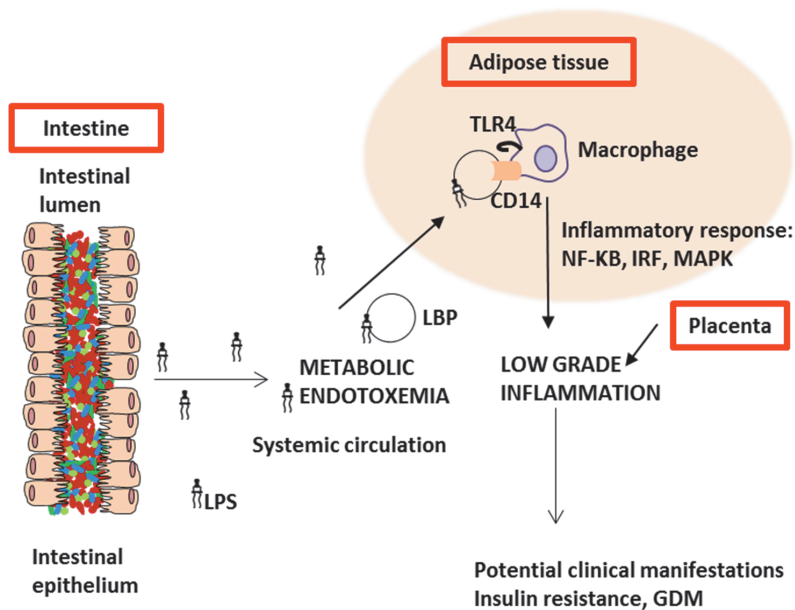 Adipose tissue
Intestine
TLR4
Macrophage
Intestinal
lumen
CD14
Inflammatory response:
NF-KB, IRF, MAPK
LBP
Placenta
METABOLIC
ENDOTOXEMIA
LOW GRADE
INFLAMMATION
Systemic circulation
LPS
Intestinal
epithelium
Potential clinical manifestations
Insulin resistance, GDM